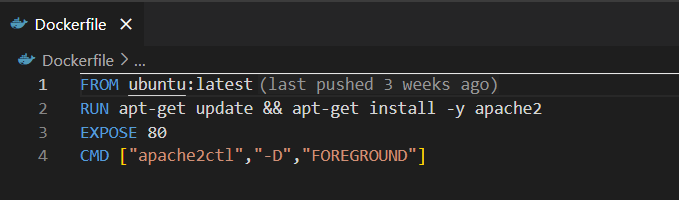 Dockerfile ×
Dockerfile > ...
1 FROM ubuntu:latest (last pushed 3 weeks ago)
2 RUN apt-get update && apt-get install -y apache2
3 EXPOSE 80
4 CMD ["apache2ctl","-D","FOREGROUND"]